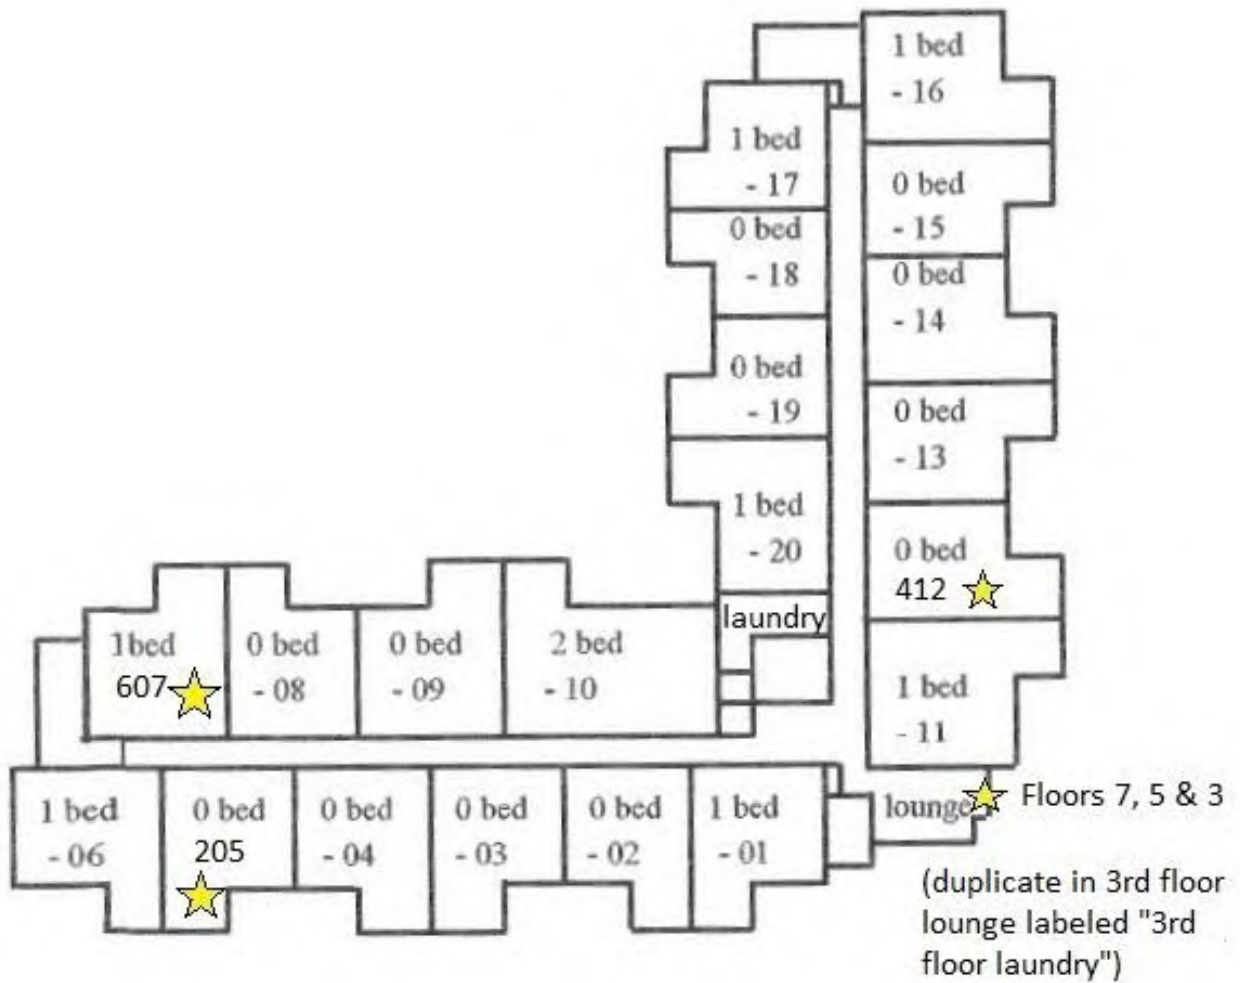 1 bed
- 16
1 bed
- 17
0 bed
- 15
0 bed
- 18
0 bed
- 14
0 bed
- 19
0 bed
- 13
1 bed
- 20
0 bed
412
laundry
1bed
607
0 bed
- 08
0 bed
- 09
2 bed
- 10
1 bed
- 11
1 bed
- 06
0 bed
205
0 bed
- 04
0 bed
- 03
0 bed
- 02
1 bed
- 01
lounge
Floors 7, 5 & 3
(duplicate in 3rd floor
lounge labeled "3rd
floor laundry")